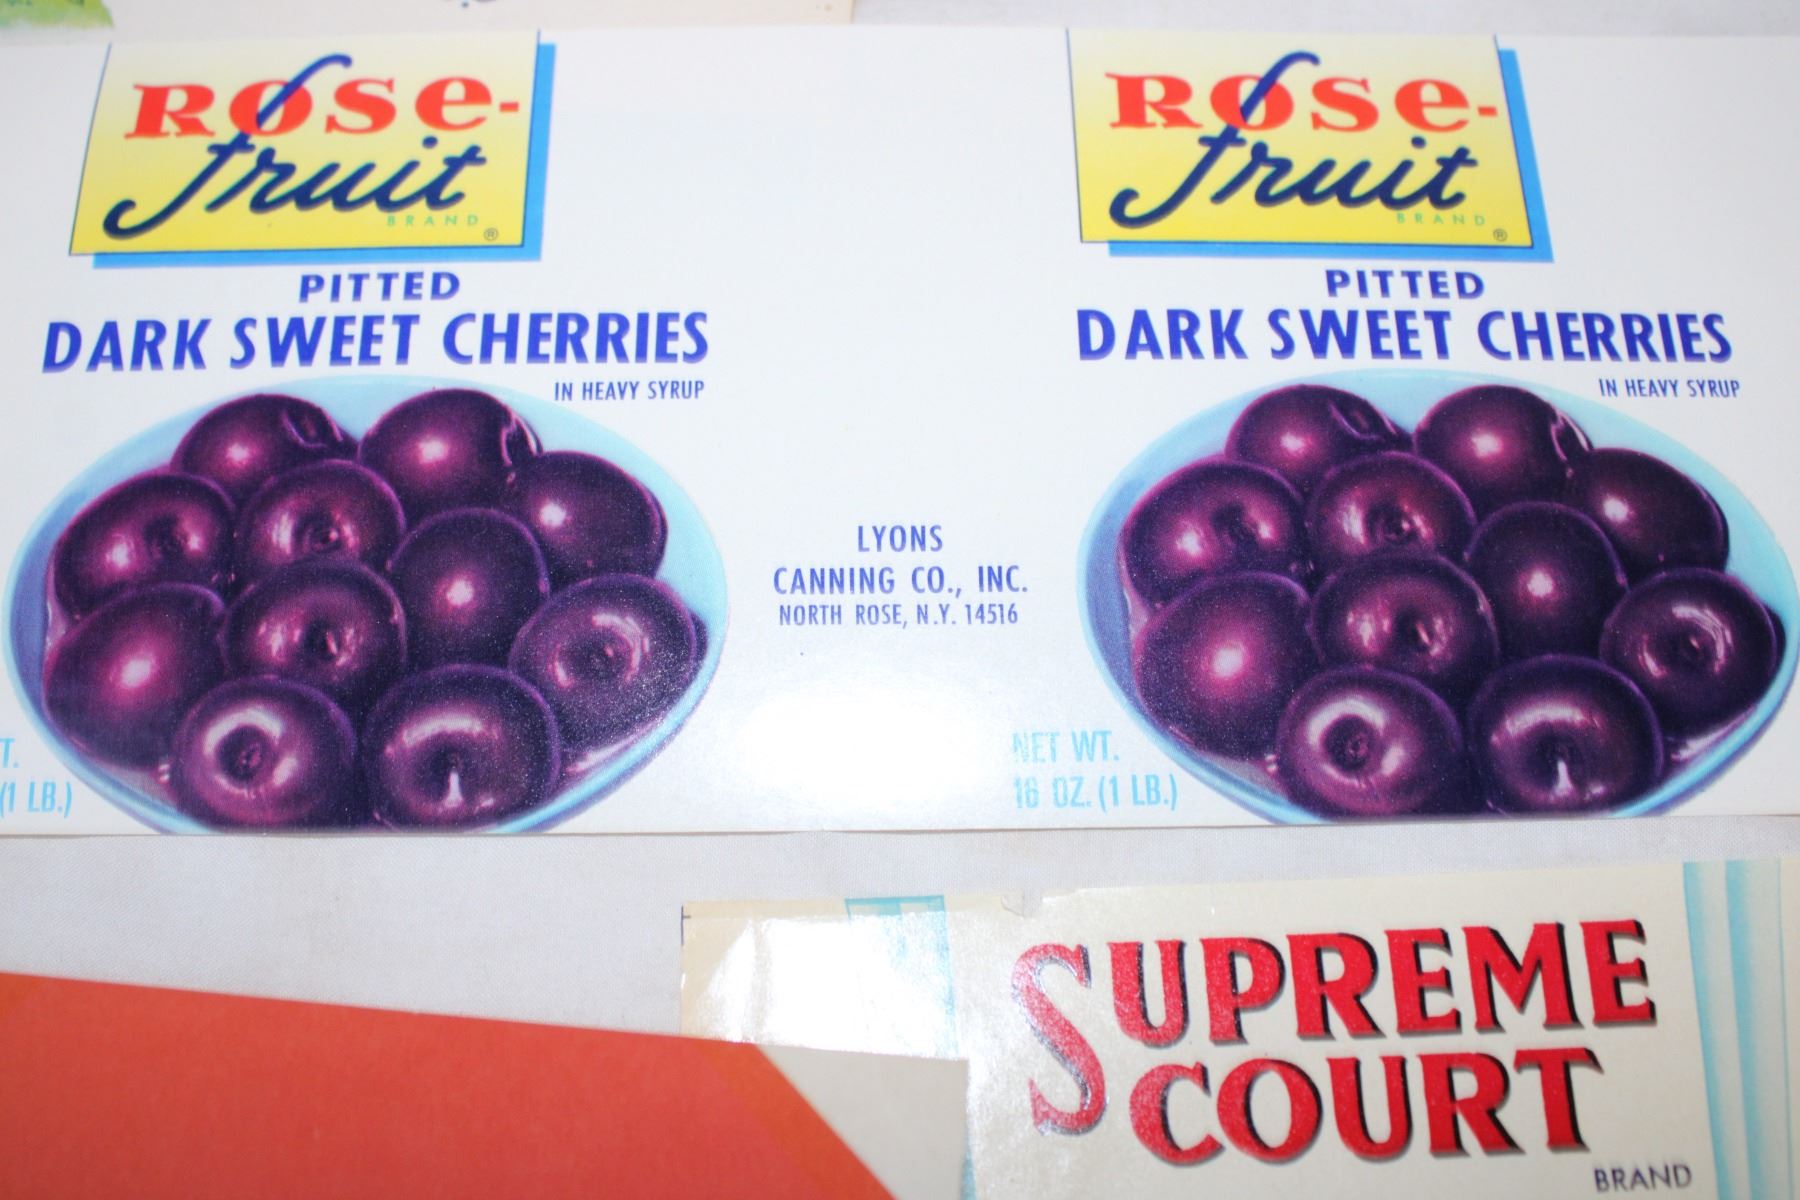 ROSE-
fruit
BRAND
®
PITTED
DARK SWEET CHERRIES
IN HEAVY SYRUP
T.
(1 LB.)
LYONS
CANNING CO., INC.
NORTH ROSE, N.Y. 14516
ROSE-
fruit
BRAND
®
PITTED
DARK SWEET CHERRIES
IN HEAVY SYRUP
NET WT.
16 OZ. (1 LB.)
SUPREME
COURT
BRAND